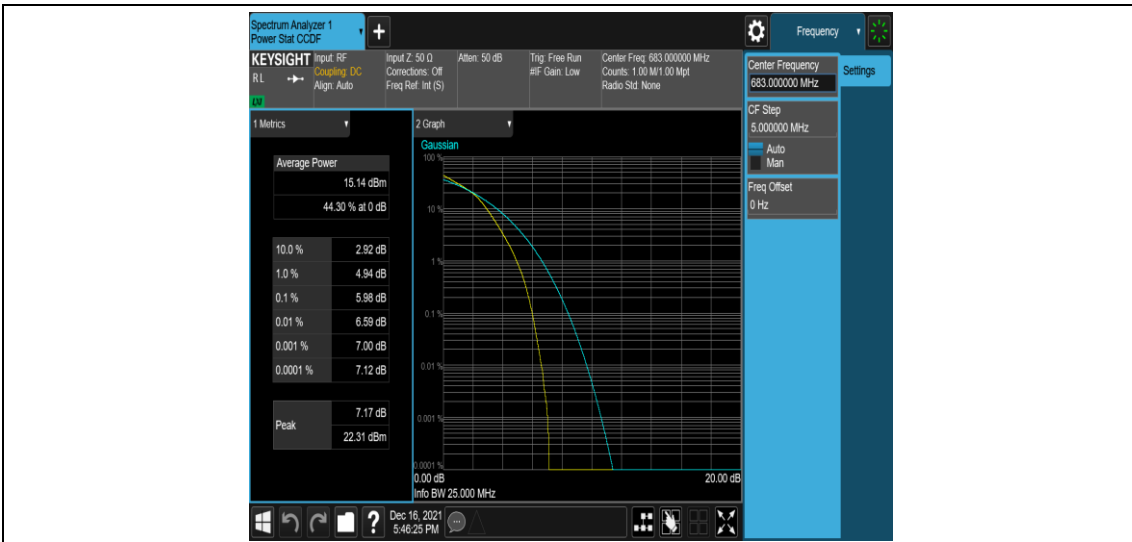 Spectrum Analyzer 1
Power Stat CCDF
+
Frequency
KEYSIGHT
RL
LXI
Input: RF
Coupling: DC
Align: Auto
Input Z: 50 Ω
Corrections: Off
Freq Ref: Int (S)
Atten: 50 dB
Trig: Free Run
#IF Gain: Low
Center Freq: 683.000000 MHz
Counts: 1.00 M/1.00 Mpt
Radio Std: None
Center Frequency
683.000000 MHz
Settings
CF Step
5.000000 MHz
Auto
Man
Freq Offset
0 Hz
1 Metrics
Average Power
15.14 dBm
44.30 % at 0 dB
10.0 % 2.92 dB
1.0 % 4.94 dB
0.1 % 5.98 dB
0.01 % 6.59 dB
0.001 % 7.00 dB
0.0001 % 7.12 dB
Peak
7.17 dB
22.31 dBm
2 Graph
Gaussian
100 %
10 %
1 %
0.1 %
0.01 %
0.001 %
0.0001 %
0.00 dB
20.00 dB
Info BW 25.000 MHz
?
Dec 16, 2021
5:46:25 PM